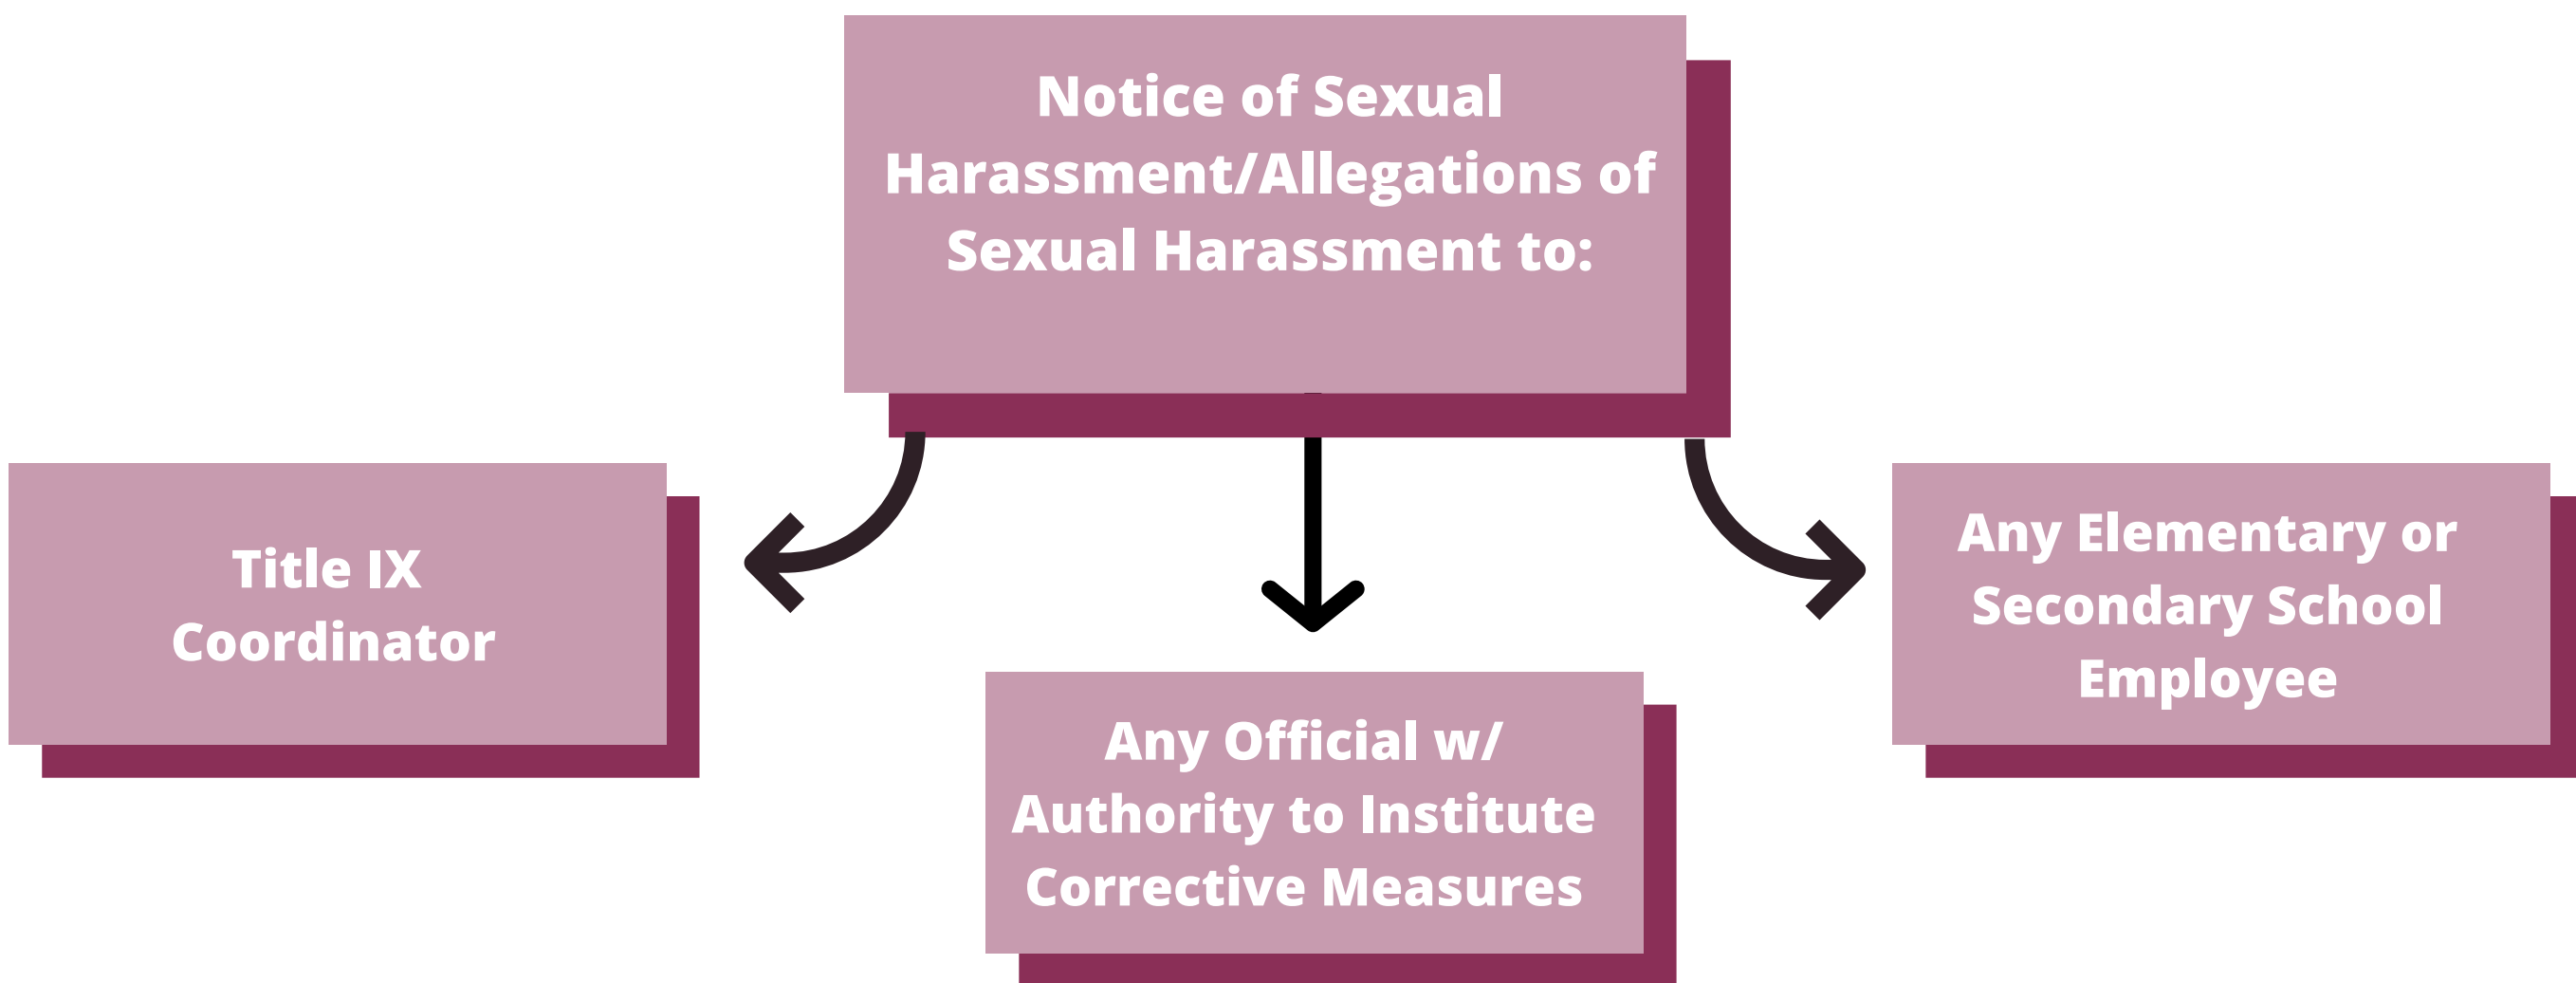 Notice of Sexual
Harassment/Allegations of
Sexual Harassment to:
Title IX
Coordinator
Any Official w/
Authority to Institute
Corrective Measures
Any Elementary or
Secondary School
Employee